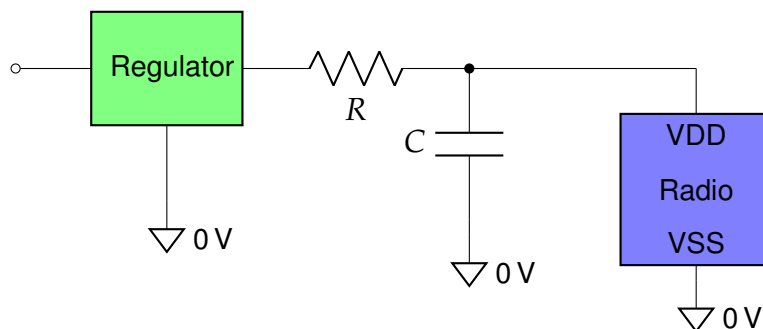 Regulator
R
C
VDD
Radio
VSS
0 V
0 V
0 V